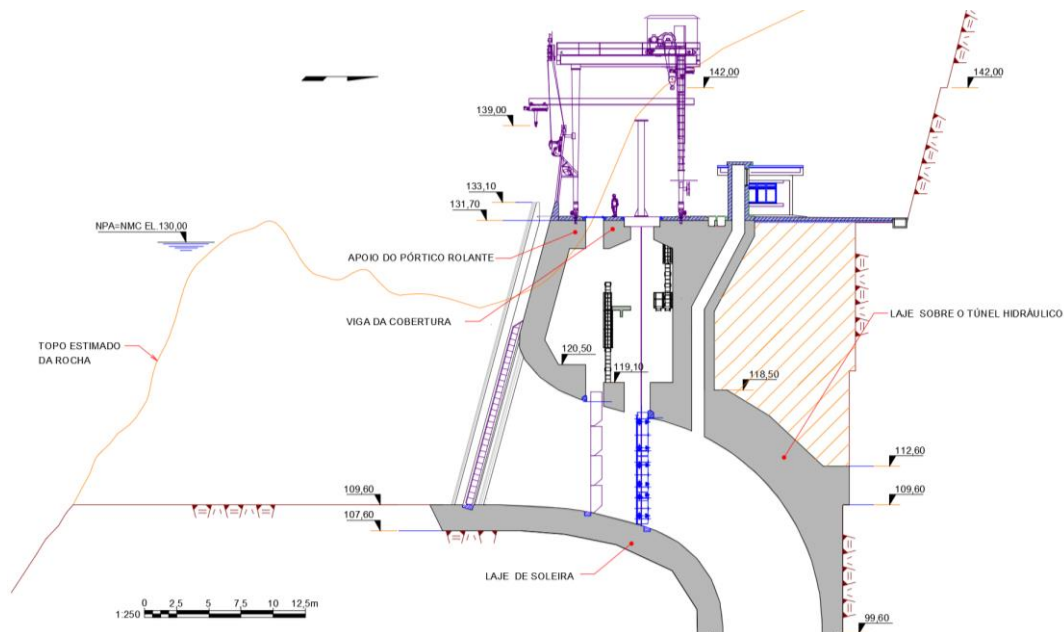 142,00
142,00
139,00
133,10
131,70
NPA=NMC EL.130,00
APOIO DO PÓRTICO ROLANTE
VIGA DA COBERTURA
LAJE SOBRE O TÚNEL HIDRÁULICO
TOPO ESTIMADO
DA ROCHA
120,50
119,10
118,50
112,60
109,60
109,60
107,60
LAJE DE SOLEIRA
0 2,5 5 7,5 10 12,5m
1:250
99,60